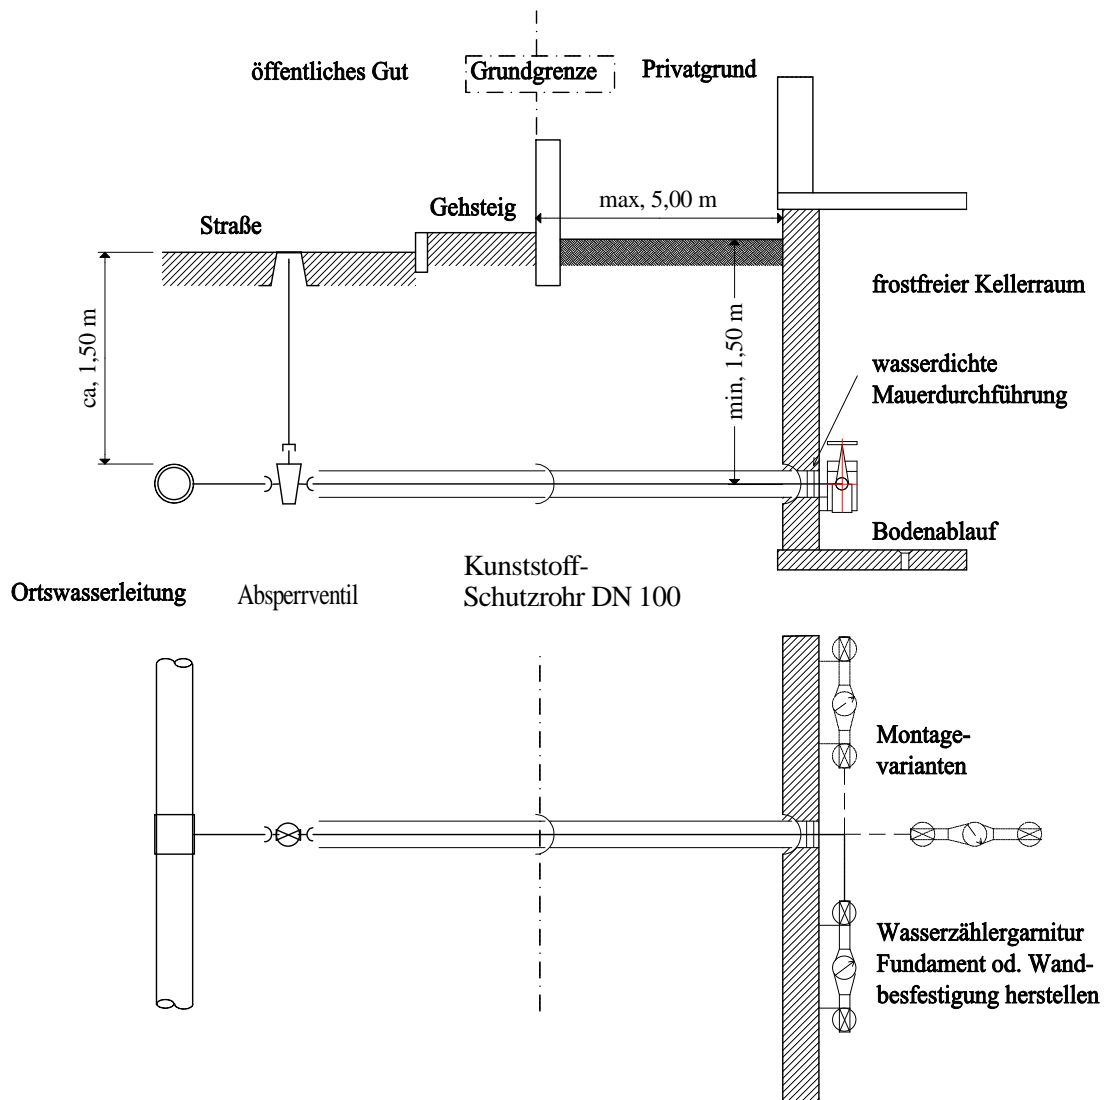 öffentliches Gut
Grundgrenze
Privatgrund
max, 5,00 m
Gehsteig
Straße
frostfreier Kellerraum
ca, 1,50 m
min, 1,50 m
wasserdichte
Mauerdurchführung
Bodenablauf
Kunststoff-
Schutzrohr DN 100
Ortswasserleitung
Absperrventil
Montage-
varianten
Wasserzählergarnitur
Fundament od. Wand-
besfestigung herstellen